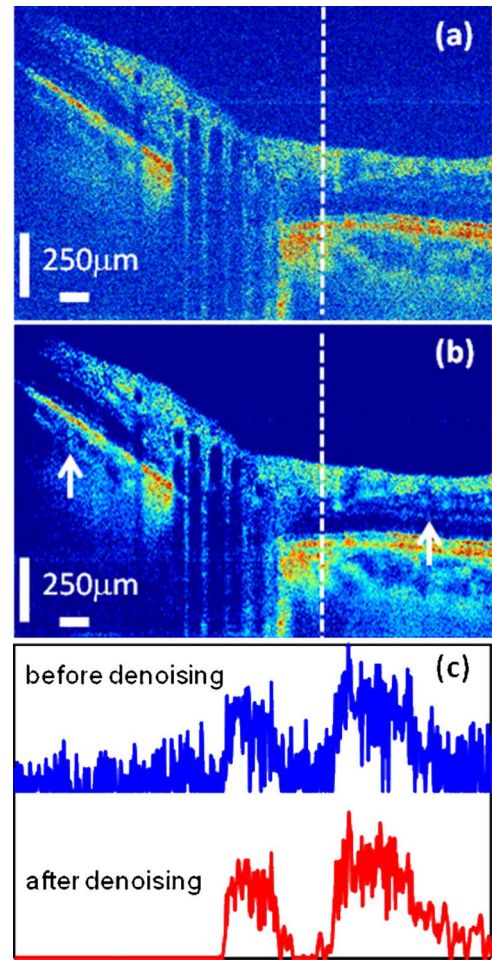 (a)
250μm
(b)
250μm
(c)
before denoising
after denoising